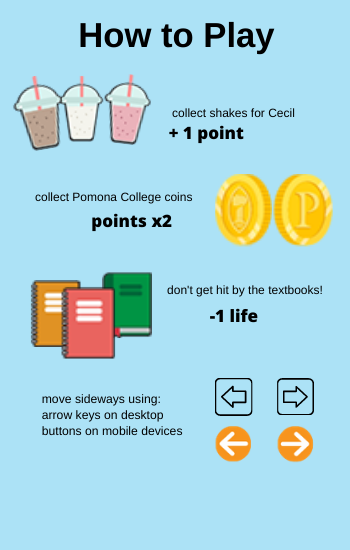 How to Play
collect shakes for Cecil
+ 1 point
collect Pomona College coins
points x2
P
don't get hit by the textbooks!
-1 life
move sideways using:
arrow keys on desktop
buttons on mobile devices